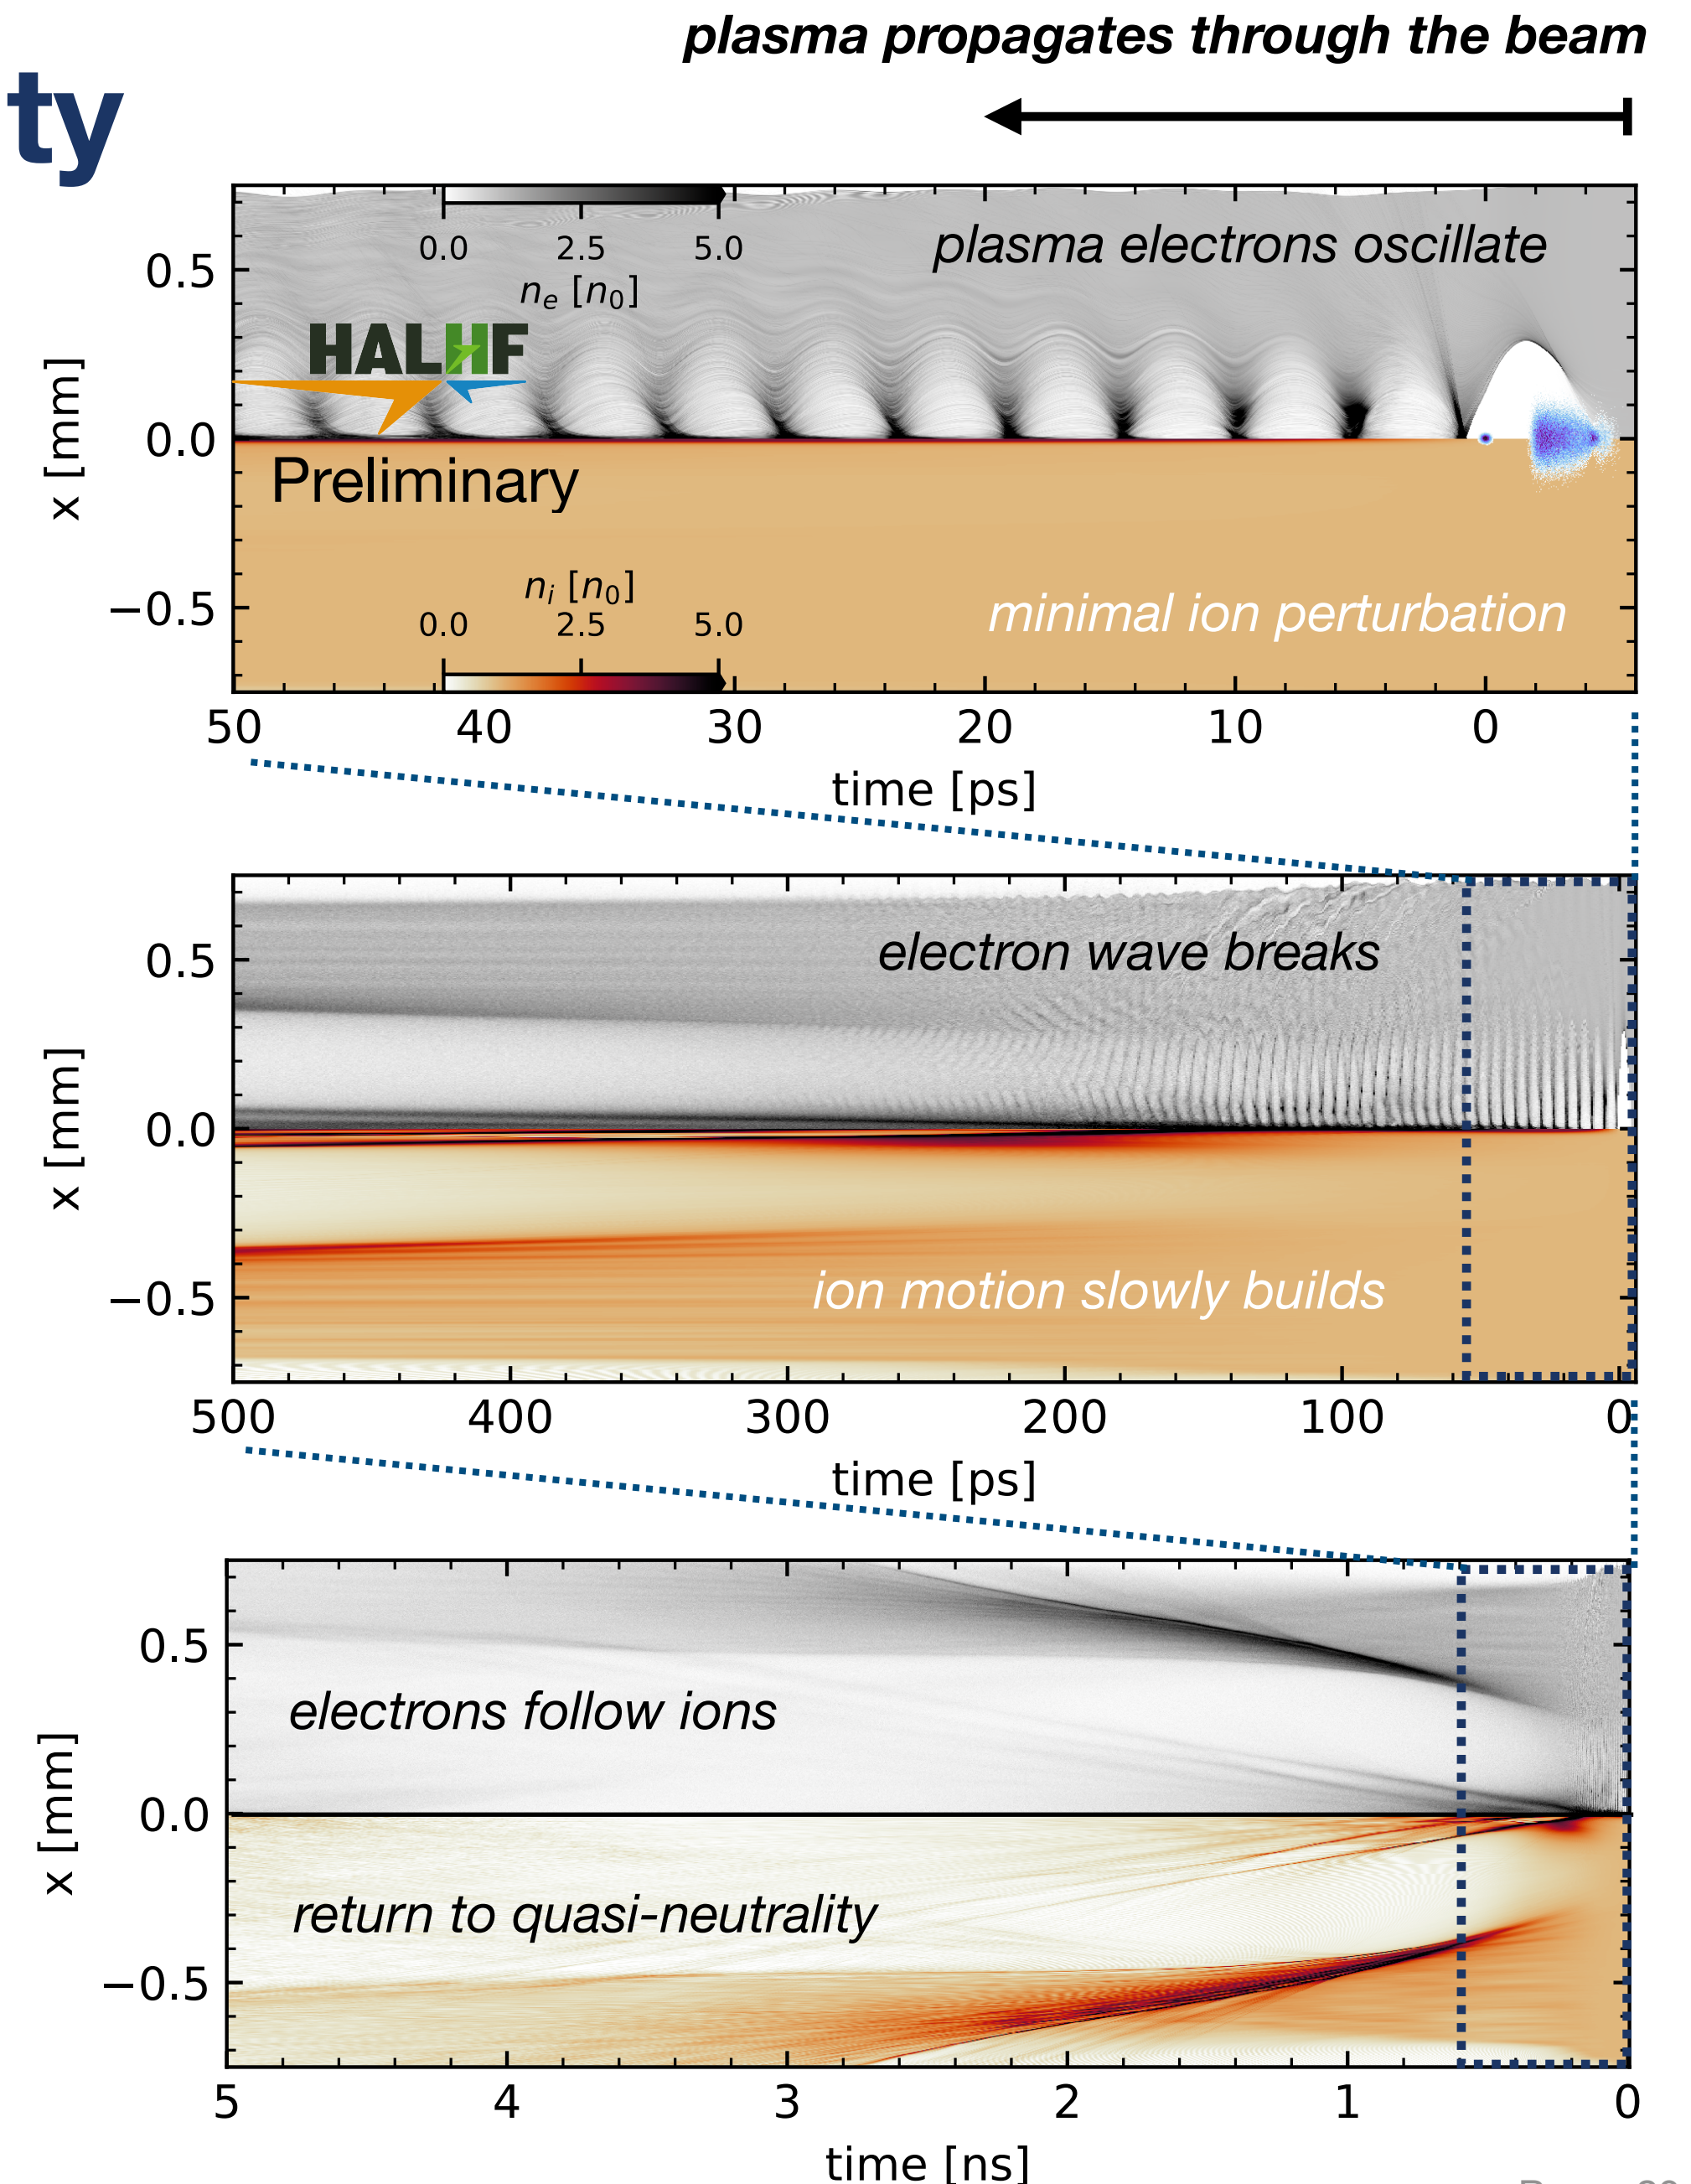 plasma propagates through the beam
ty
0.0 2.5 5.0
n_e [n_0]
plasma electrons oscillate
HALHF
Preliminary
n_i [n_0]
0.0 2.5 5.0
minimal ion perturbation
0.5
0.0
−0.5
x [mm]
50 40 30 20 10 0
time [ps]
electron wave breaks
ion motion slowly builds
0.5
0.0
−0.5
x [mm]
500 400 300 200 100 0
time [ps]
electrons follow ions
return to quasi-neutrality
0.5
0.0
−0.5
x [mm]
5 4 3 2 1 0
time [ns]